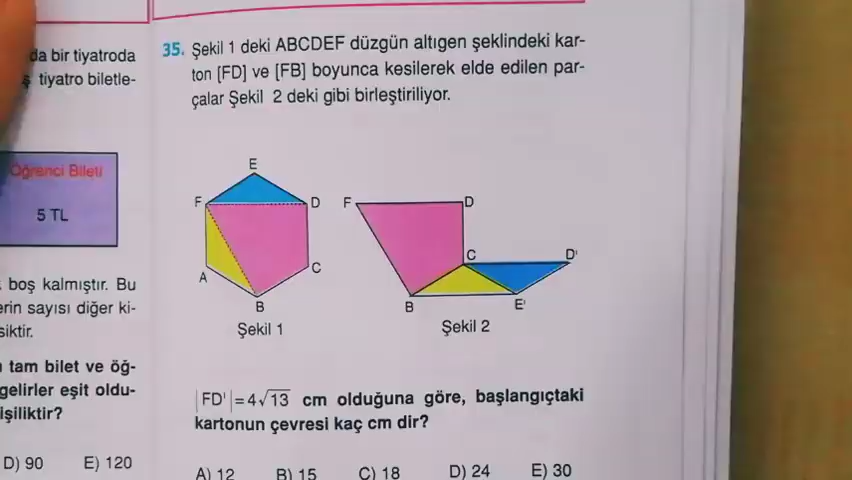 da bir tiyatroda
tiyatro biletle-
Öğrenci Bileti
5 TL
boş kalmıştır. Bu
erin sayısı diğer ki-
siktir.
tam bilet ve öğ-
gelirler eşit oldu-
işiliktir?
D) 90 E) 120
35. Şekil 1 deki ABCDEF düzgün altıgen şeklindeki kar-
ton [FD] ve [FB] boyunca kesilerek elde edilen par-
çalar Şekil 2 deki gibi birleştiriliyor.
E
F D
A C
B
Şekil 1
F D
C D'
B E'
Şekil 2
|FD'| = 4√13 cm olduğuna göre, başlangıçtaki
kartonun çevresi kaç cm dir?
A) 12 B) 15 C) 18 D) 24 E) 30